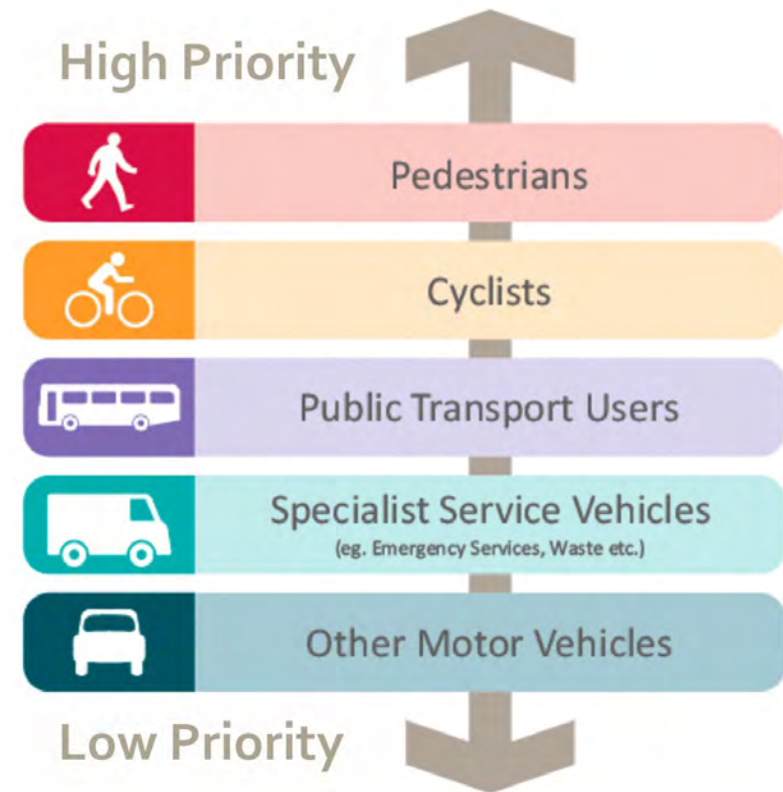 High Priority
Pedestrians
Cyclists
Public Transport Users
Specialist Service Vehicles
(eg. Emergency Services, Waste etc.)
Other Motor Vehicles
Low Priority